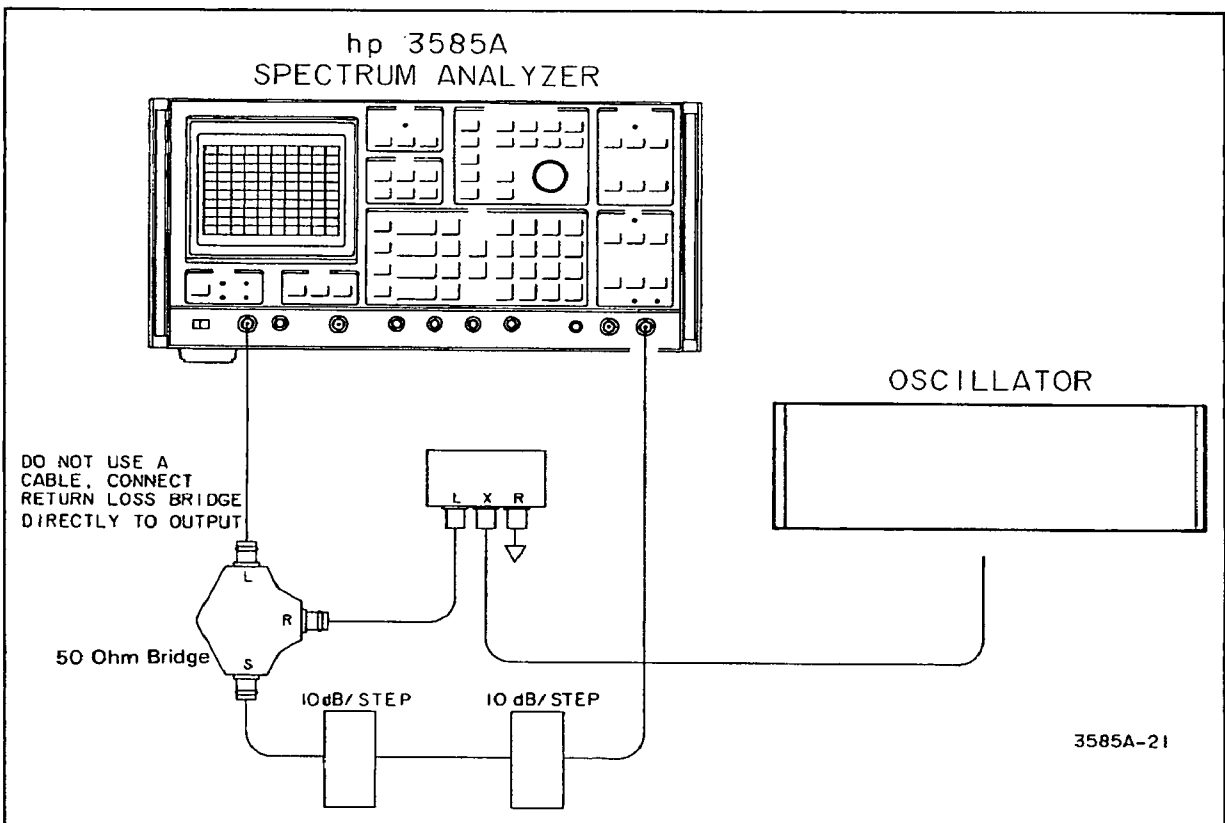 hp 3585A
SPECTRUM ANALYZER
OSCILLATOR
DO NOT USE A
CABLE, CONNECT
RETURN LOSS BRIDGE
DIRECTLY TO OUTPUT
L X R
L
R
S
50 Ohm Bridge
10dB/STEP
10 dB/STEP
3585A-21